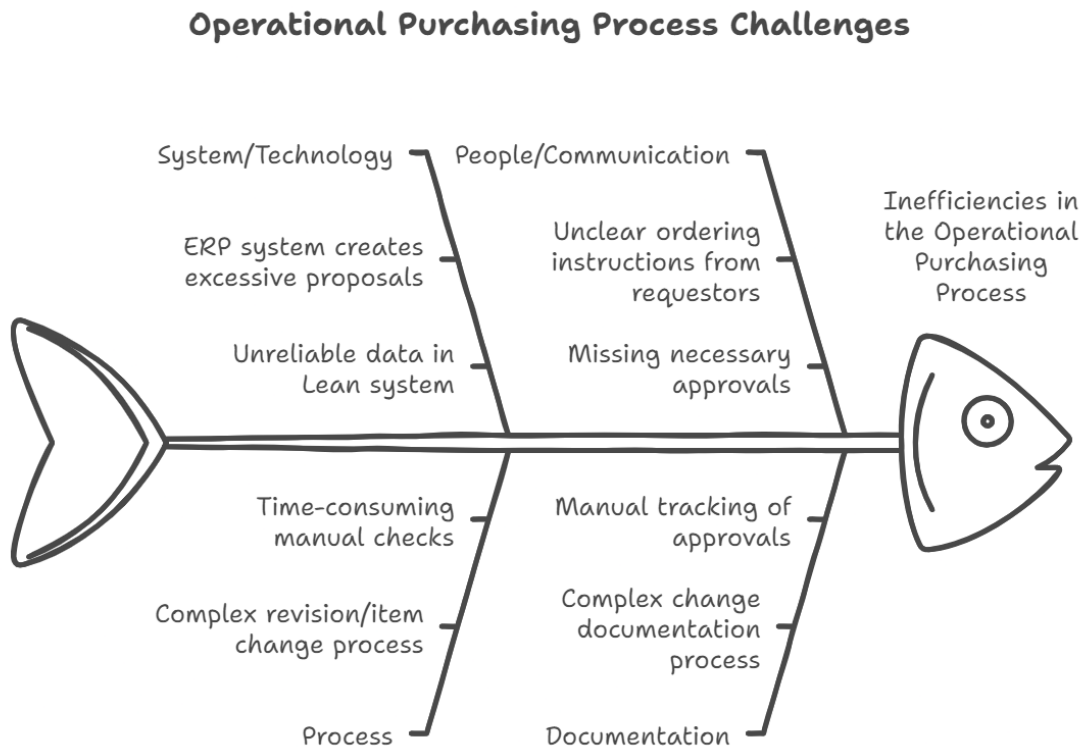 Operational Purchasing Process Challenges
System/Technology
ERP system creates
excessive proposals
Unreliable data in
Lean system
People/Communication
Unclear ordering
instructions from
requestors
Missing necessary
approvals
Inefficiencies in
the Operational
Purchasing
Process
Time-consuming
manual checks
Complex revision/item
change process
Process
Manual tracking of
approvals
Complex change
documentation
process
Documentation